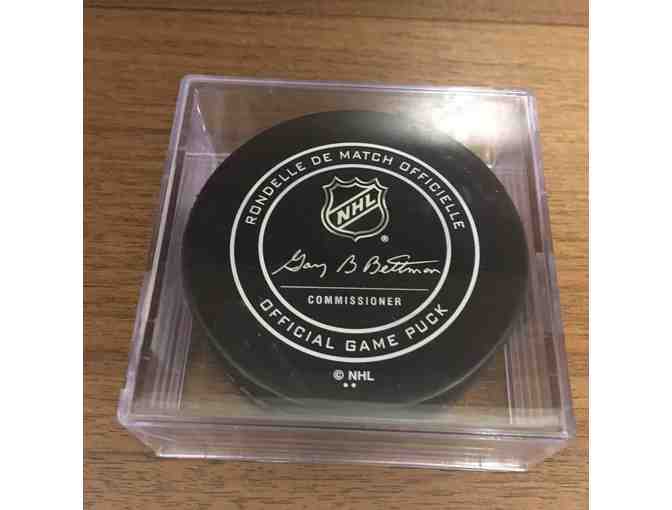 RONDELLE DE MATCH OFFICIELLE
NHL
®
Gary B Bettman
COMMISSIONER
OFFICIAL GAME PUCK
© NHL